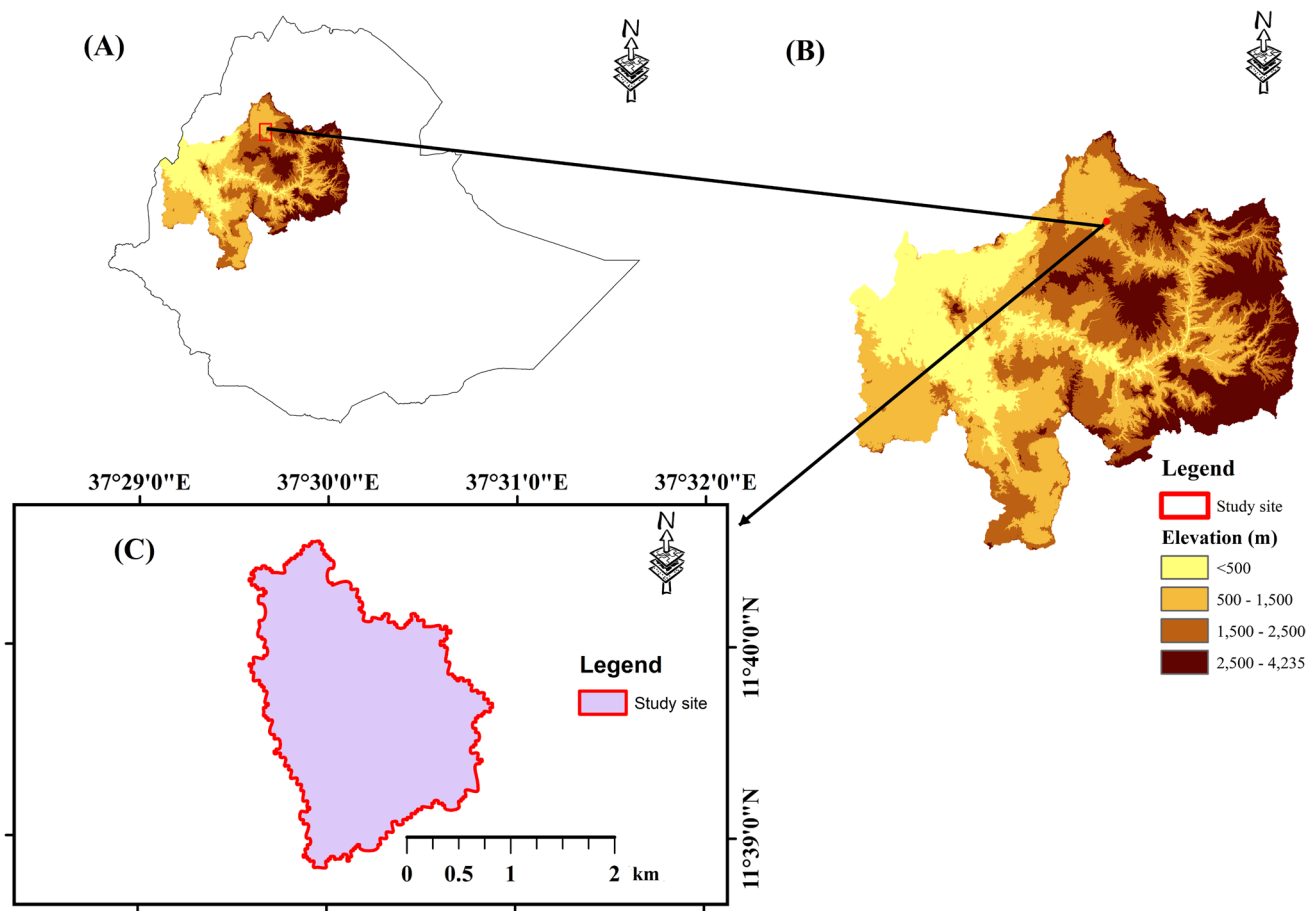 (A)
N
(B)
N
Legend
Study site
Elevation (m)
<500
500 - 1,500
1,500 - 2,500
2,500 - 4,235
37°29'0"E
37°30'0"E
37°31'0"E
37°32'0"E
(C)
N
11°40'0"N
Legend
Study site
11°39'0"N
0
0.5
1
2
km